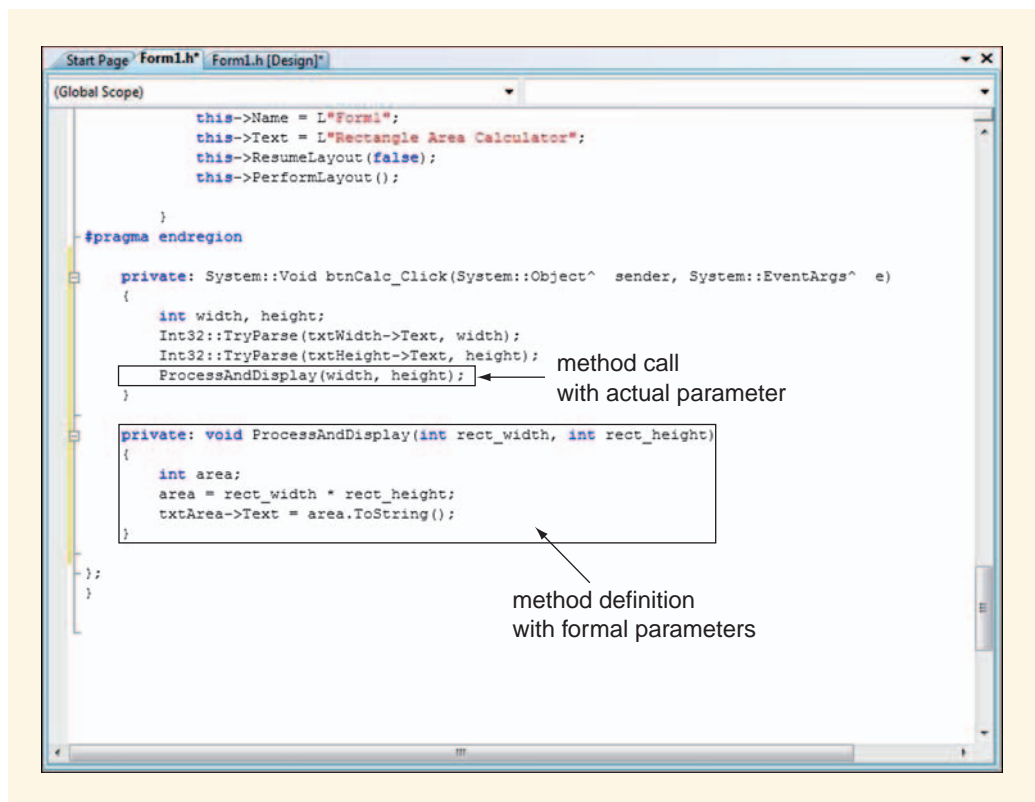 Start Page Form1.h* Form1.h [Design]*
(Global Scope)
this->Name = L"Form1";
this->Text = L"Rectangle Area Calculator";
this->ResumeLayout(false);
this->PerformLayout();
}
#pragma endregion
private: System::Void btnCalc_Click(System::Object^ sender, System::EventArgs^ e)
{
int width, height;
Int32::TryParse(txtWidth->Text, width);
Int32::TryParse(txtHeight->Text, height);
ProcessAndDisplay(width, height);
}
method call
with actual parameter
private: void ProcessAndDisplay(int rect_width, int rect_height)
{
int area;
area = rect_width * rect_height;
txtArea->Text = area.ToString();
}
};
}
method definition
with formal parameters